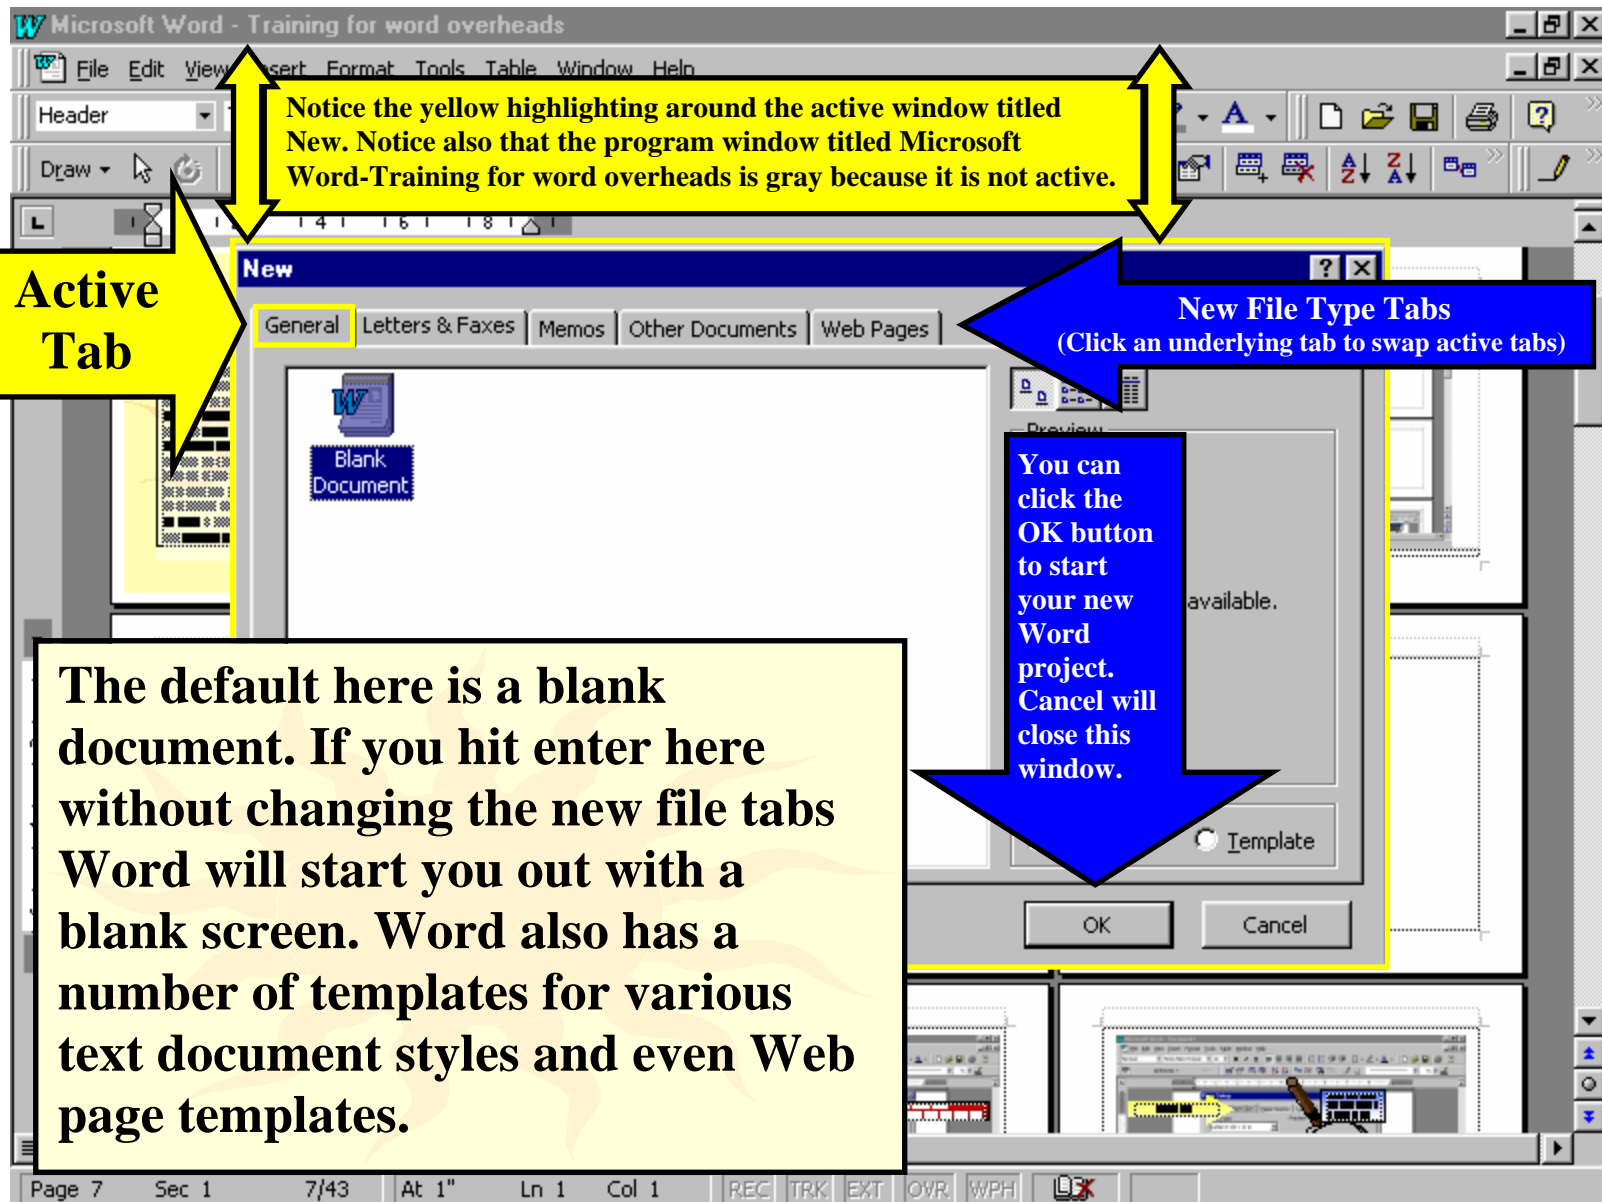 Microsoft Word - Training for word overheads
File Edit View Insert Format Tools Table Window Help
Header
Notice the yellow highlighting around the active window titled
New. Notice also that the program window titled Microsoft
Word-Training for word overheads is gray because it is not active.
Draw
4 6 8
Active
Tab
New
General Letters & Faxes Memos Other Documents Web Pages
New File Type Tabs
(Click an underlying tab to swap active tabs)
Blank
Document
Preview
available.
You can
click the
OK button
to start
your new
Word
project.
Cancel will
close this
window.
The default here is a blank
document. If you hit enter here
without changing the new file tabs
Word will start you out with a
blank screen. Word also has a
number of templates for various
text document styles and even Web
page templates.
Template
OK Cancel
Page 7 Sec 1 7/43 At 1" Ln 1 Col 1 REC TRK EXT OVR WPH